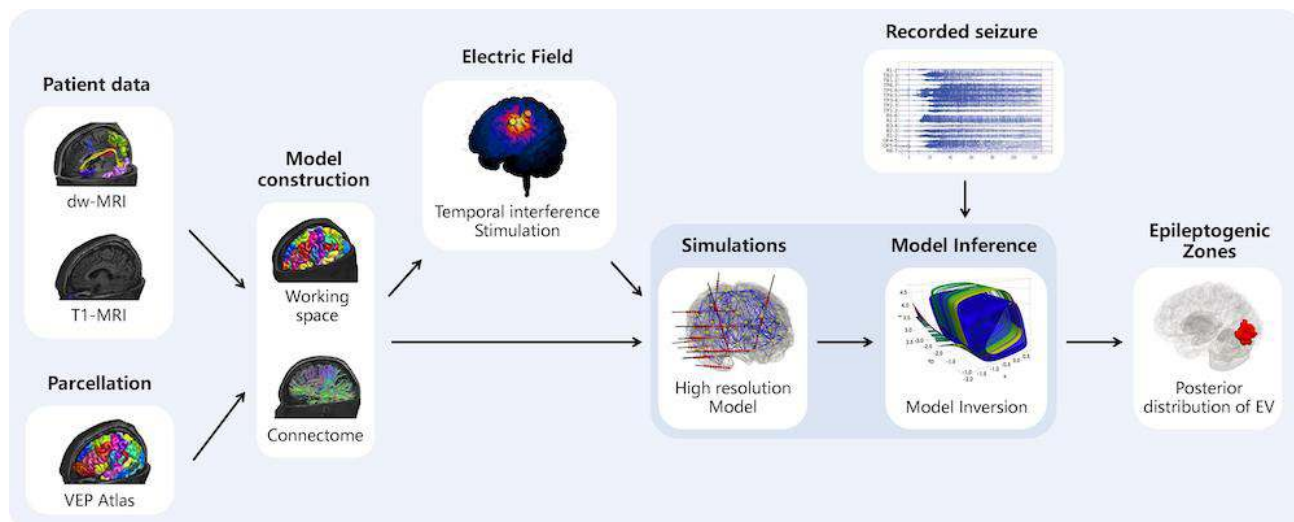 Patient data
dw-MRI
T1-MRI
Parcellation
VEP Atlas
Model
construction
Working
space
Connectome
Electric Field
Temporal interference
Stimulation
Recorded seizure
Simulations
High resolution
Model
Model Inference
Model Inversion
Epileptogenic
Zones
Posterior
distribution of EV